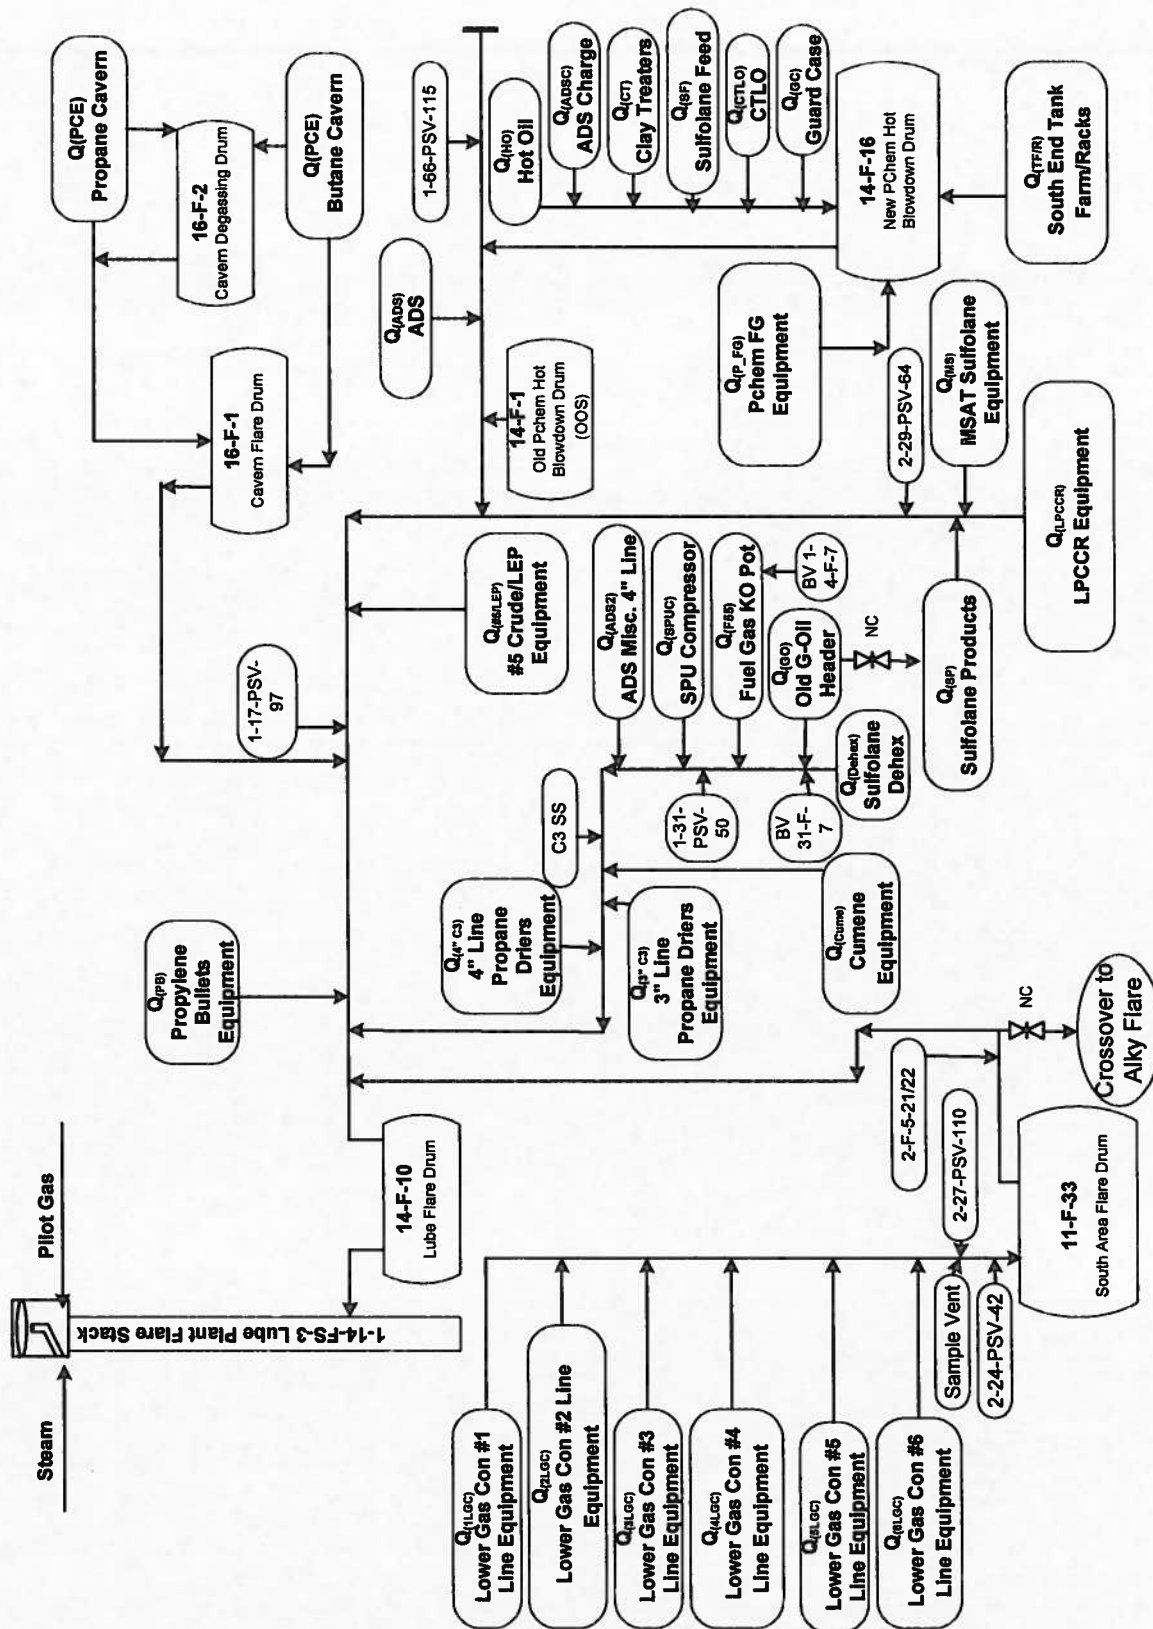 Steam
Pilot Gas
1-14-FS-3 Lube Plant Flare Stack
14-F-10
Lube Flare Drum
Q(PB)
Propylene
Bullets
Equipment
1-17-PSV-
97
16-F-1
Cavern Flare Drum
16-F-2
Cavern Degassing Drum
Q(PCE)
Propane Cavern
Q(PCE)
Butane Cavern
Q(#5/LEP)
#5 Crude/LEP
Equipment
14-F-1
Old Pchem Hot
Blowdown Drum
(OOS)
Q(ADS)
ADS
1-66-PSV-115
Q(HO)
Hot Oil
Q(ADSC)
ADS Charge
Q(CT)
Clay Treaters
Q(SF)
Sulfolane Feed
Q(CTLO)
CTLO
Q(GC)
Guard Case
14-F-16
New PChem Hot
Blowdown Drum
Q(TF/R)
South End Tank
Farm/Racks
Q(P_FG)
Pchem FG
Equipment
2-29-PSV-64
Q(MS)
MSAT Sulfolane
Equipment
Q(LPCCR)
LPCCR Equipment
Q(SP)
Sulfolane Products
NC
Q(ADS2)
ADS Misc. 4" Line
Q(SPUC)
SPU Compressor
Q(F55)
Fuel Gas KO Pot
BV 1-
4-F-7
Q(GO)
Old G-Oil
Header
Q(Dehex)
Sulfolane
Dehex
1-31-
PSV-
50
BV
31-F-
7
C3 SS
Q(4" C3)
4" Line
Propane
Driers
Equipment
Q(3" C3)
3" Line
Propane Driers
Equipment
Q(Cume)
Cumene
Equipment
NC
Crossover to
Alky Flare
2-F-5-21/22
2-27-PSV-110
11-F-33
South Area Flare Drum
Sample Vent
2-24-PSV-42
Q(1LGC)
Lower Gas Con #1
Line Equipment
Q(2LGC)
Lower Gas Con #2 Line
Equipment
Q(3LGC)
Lower Gas Con #3
Line Equipment
Q(4LGC)
Lower Gas Con #4
Line Equipment
Q(5LGC)
Lower Gas Con #5
Line Equipment
Q(6LGC)
Lower Gas Con #6
Line Equipment